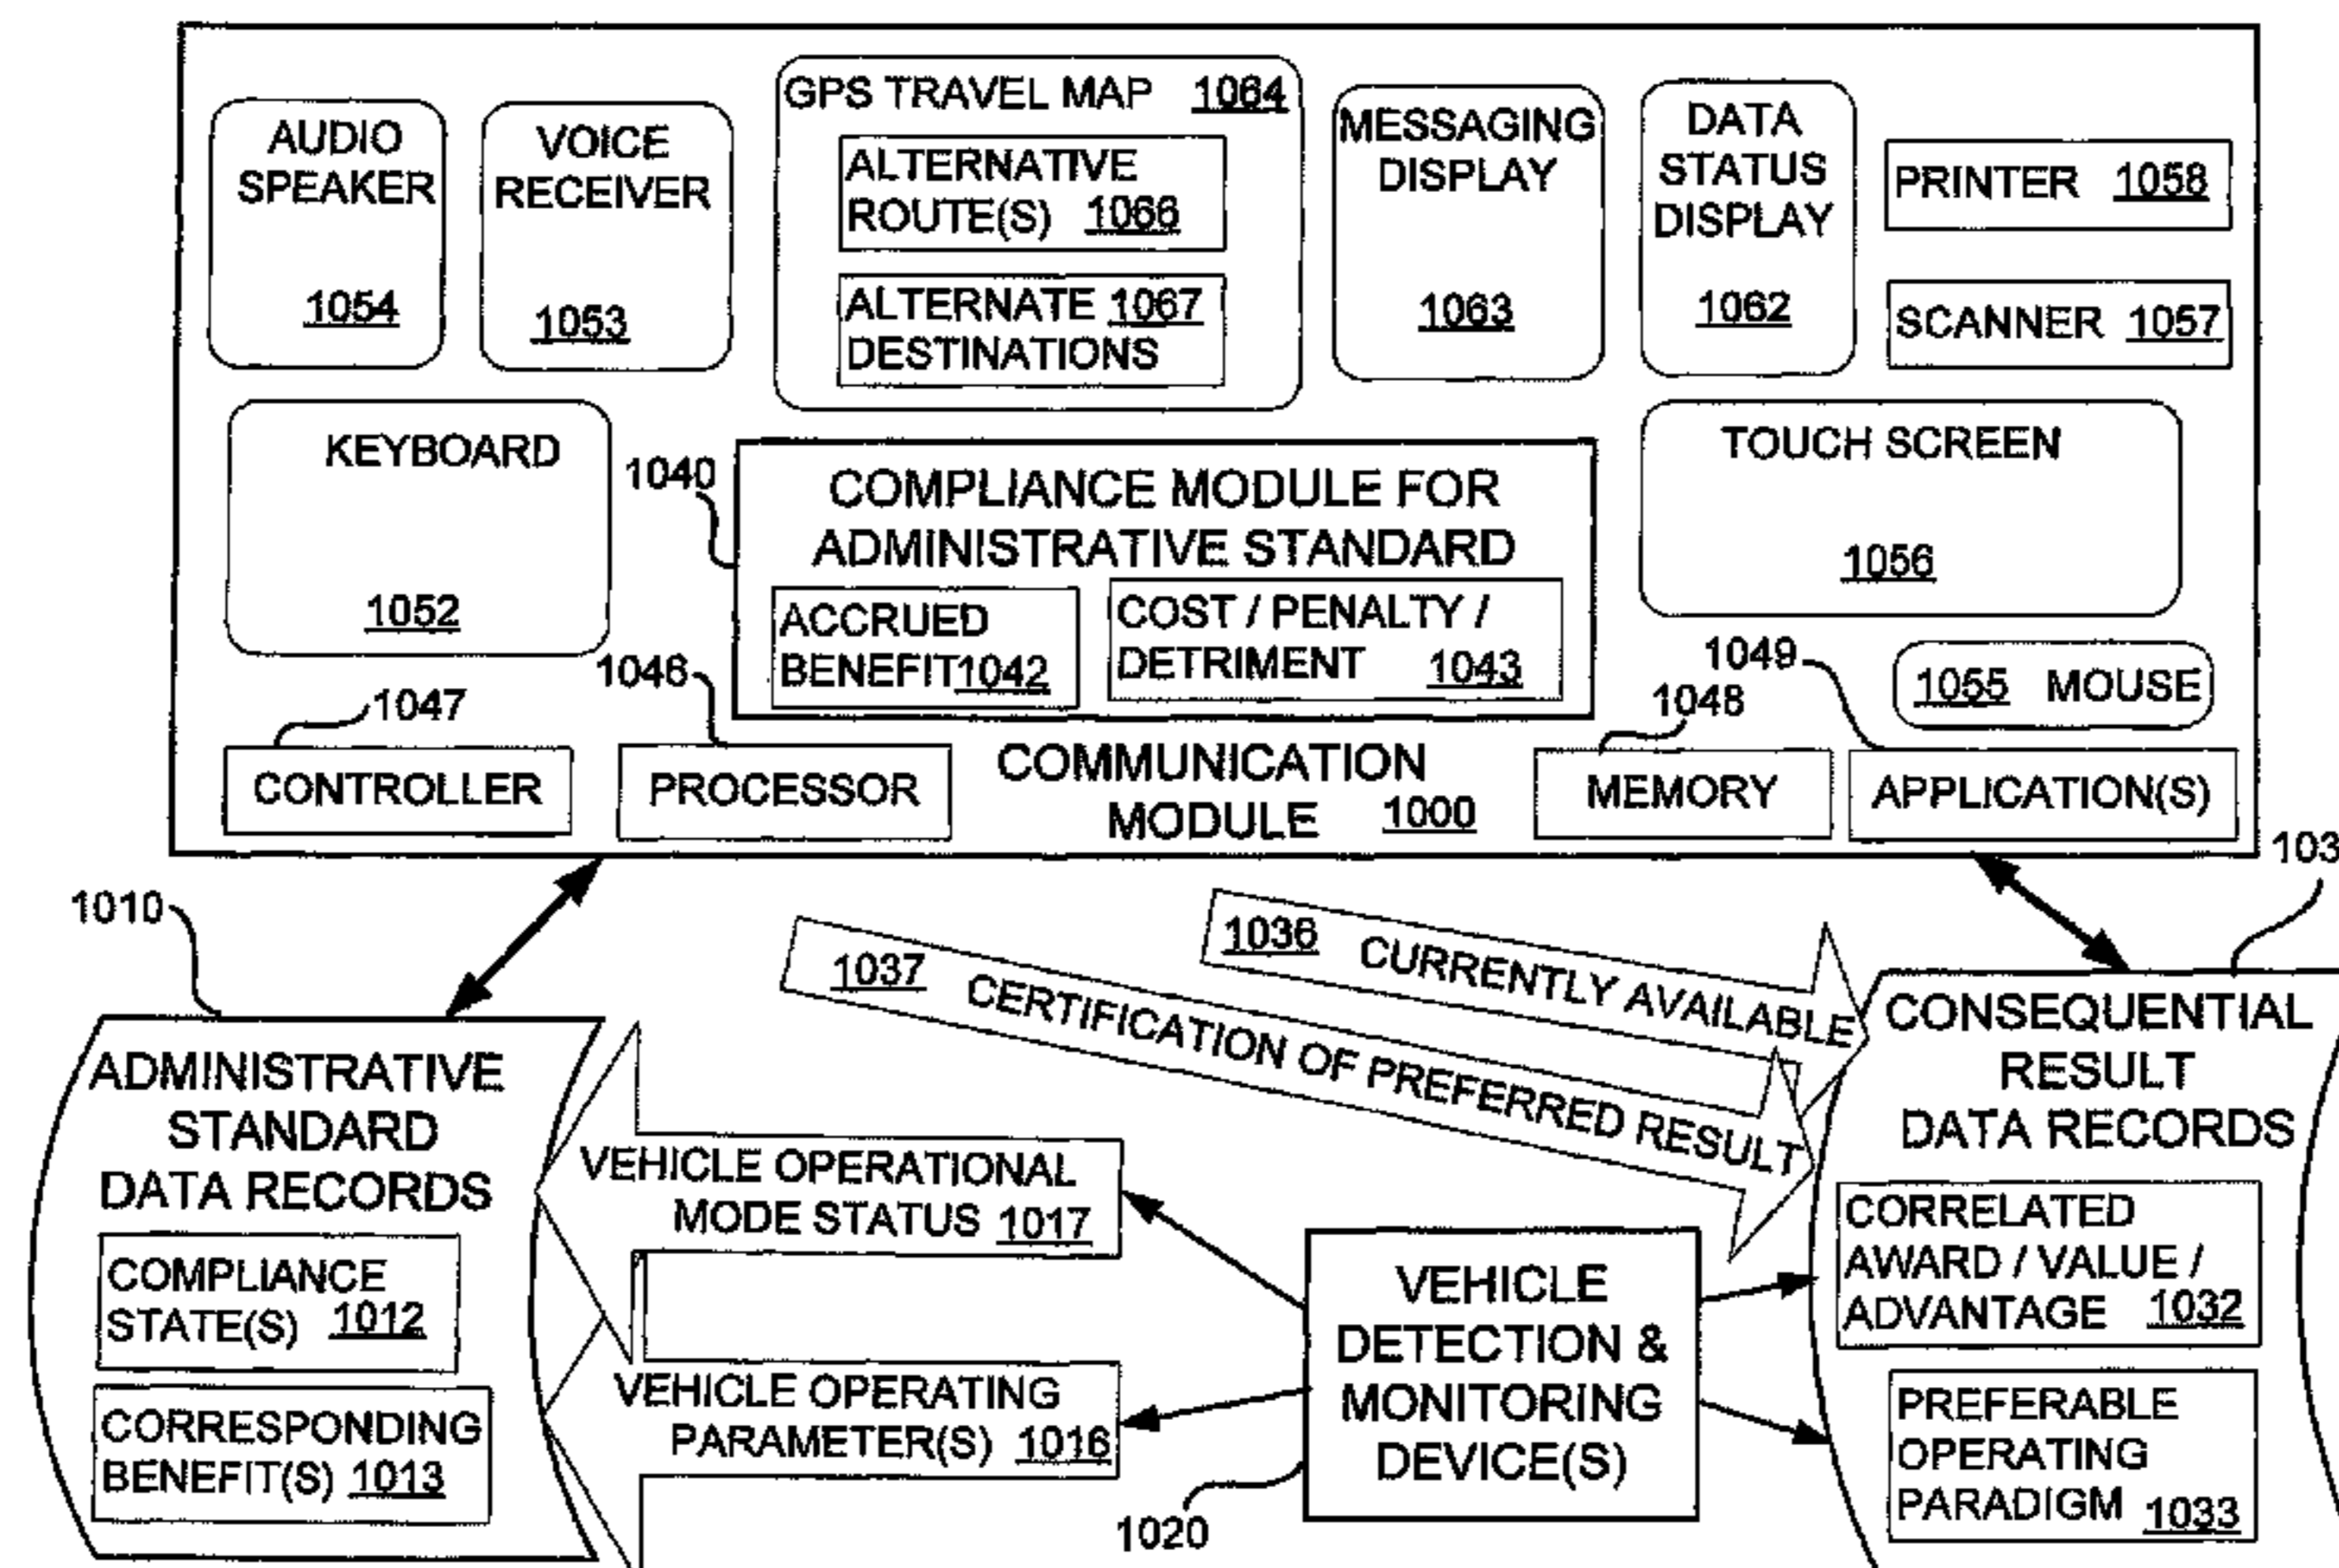 AUDIO
SPEAKER
1054
VOICE
RECEIVER
1053
GPS TRAVEL MAP 1064
ALTERNATIVE
ROUTE(S) 1066
ALTERNATE 1067
DESTINATIONS
MESSAGING
DISPLAY
1063
DATA
STATUS
DISPLAY
1062
PRINTER 1058
SCANNER 1057
KEYBOARD
1052
1040
COMPLIANCE MODULE FOR
ADMINISTRATIVE STANDARD
ACCRUED
BENEFIT 1042
COST / PENALTY /
DETRIMENT 1043
TOUCH SCREEN
1056
1055 MOUSE
1047
CONTROLLER
1046
PROCESSOR
COMMUNICATION
MODULE 1000
1048
MEMORY
1049
APPLICATION(S)
1010
1036 CURRENTLY AVAILABLE
1037 CERTIFICATION OF PREFERRED RESULT
ADMINISTRATIVE
STANDARD
DATA RECORDS
COMPLIANCE
STATE(S) 1012
CORRESPONDING
BENEFIT(S) 1013
VEHICLE OPERATIONAL
MODE STATUS 1017
VEHICLE OPERATING
PARAMETER(S) 1016
VEHICLE
DETECTION &
MONITORING
DEVICE(S)
1020
103
CONSEQUENTIAL
RESULT
DATA RECORDS
CORRELATED
AWARD / VALUE /
ADVANTAGE 1032
PREFERABLE
OPERATING
PARADIGM 1033